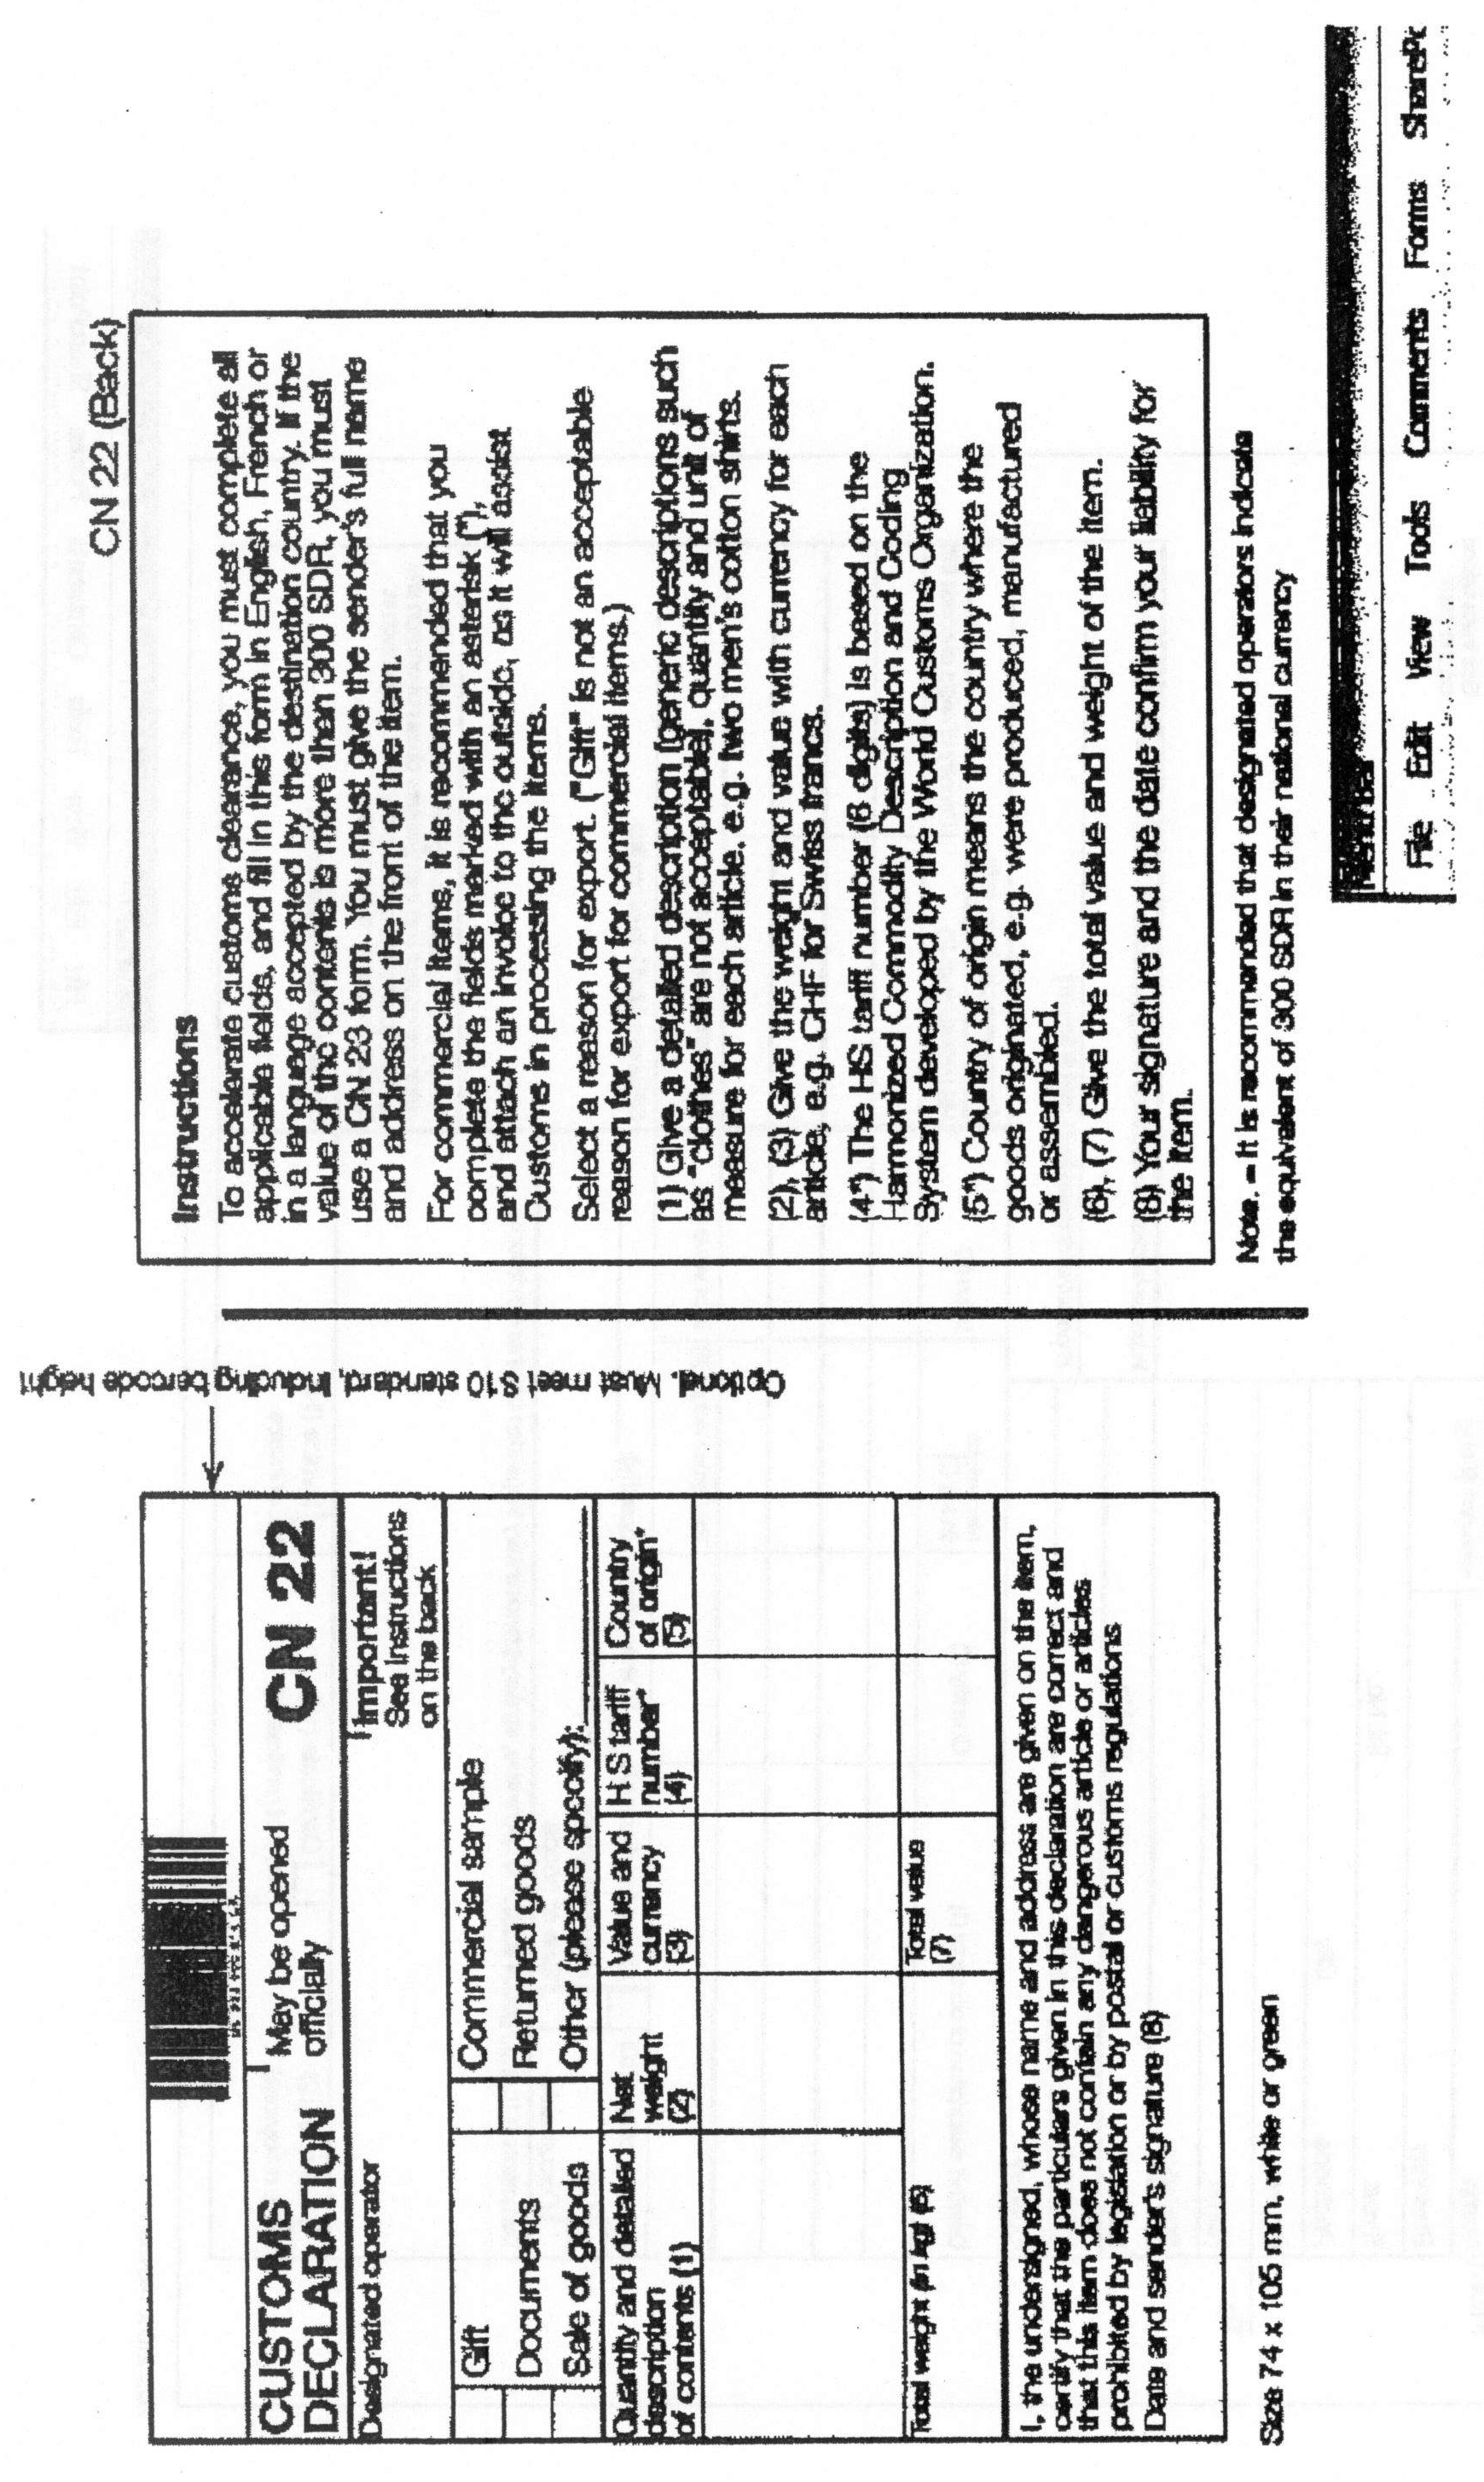 CUSTOMS
DECLARATION
May be opened
officially
CN 22
Designated operator
Important!
See instructions
on the back
Gift
Commercial sample
Documents
Returned goods
Sale of goods
Other (please specify):
Quantity and detailed
description
of contents (1)
Net
weight
(2)
Value and
currency
(3)
H S tariff
number*
(4)
Country
of origin*
(5)
Total weight (in kg) (6)
Total value
(7)
I, the undersigned, whose name and address are given on the item,
certify that the particulars given in this declaration are correct and
that this item does not contain any dangerous article or articles
prohibited by legislation or by postal or customs regulations
Date and sender's signature (8)
Size 74 x 105 mm, white or green
Optional. Must meet S10 standard, including barcode height
CN 22 (Back)
Instructions
To accelerate customs clearance, you must complete all
applicable fields, and fill in this form in English, French or
in a language accepted by the destination country. If the
value of the contents is more then 300 SDR, you must
use a CN 23 form. You must give the sender's full name
and address on the front of the item.
For commercial items, it is recommended that you
complete the fields marked with an asterisk (*),
and attach an invoice to the outside, as it will assist
Customs in processing the items.
Select a reason for export. ("Gift" is not an acceptable
reason for export for commercial items.)
(1) Give a detailed description (generic descriptions such
as "clothes" are not acceptable), quantity and unit of
measure for each article, e.g. two men's cotton shirts.
(2), (3) Give the weight and value with currency for each
article, e.g. CHF for Swiss francs.
(4*) The HS tariff number (6 digits) is based on the
Harmonized Commodity Description and Coding
System developed by the World Customs Organization.
(5*) Country of origin means the country where the
goods originated, e.g. were produced, manufactured
or assembled.
(6), (7) Give the total value and weight of the item.
(8) Your signature and the date confirm your liability for
the item.
Note. – It is recommended that designated operators indicate
the equivalent of 300 SDR in their national currency
Menu Bar
File Edit View Tools Comments Forms SharePo